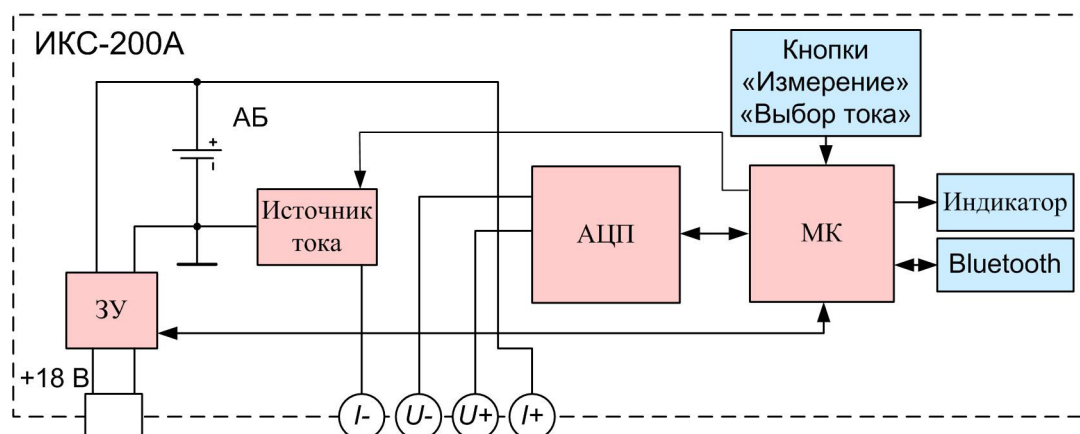 ИКС-200А
Кнопки
«Измерение»
«Выбор тока»
АБ
+
-
Источник
тока
АЦП
МК
Индикатор
Bluetooth
ЗУ
+18 В
I-
U-
U+
I+